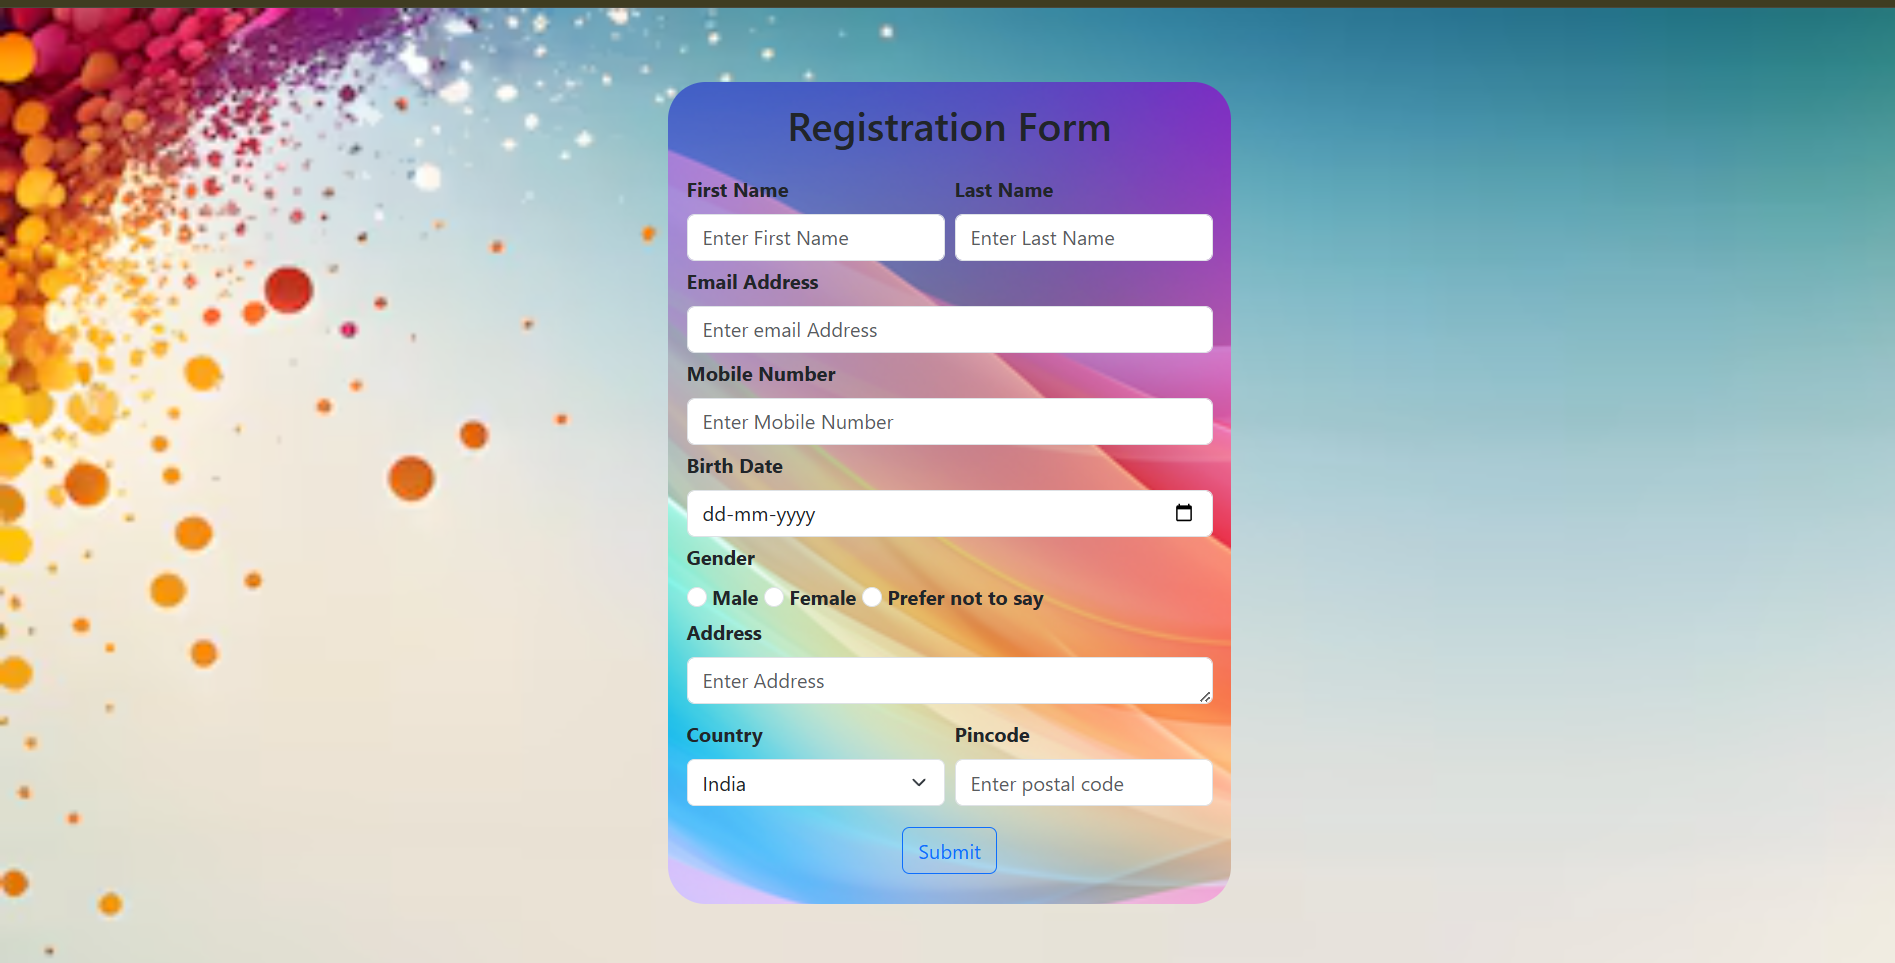 Registration Form
First Name Last Name
Enter First Name Enter Last Name
Email Address
Enter email Address
Mobile Number
Enter Mobile Number
Birth Date
dd-mm-yyyy
Gender
Male Female Prefer not to say
Address
Enter Address
Country Pincode
India Enter postal code
Submit